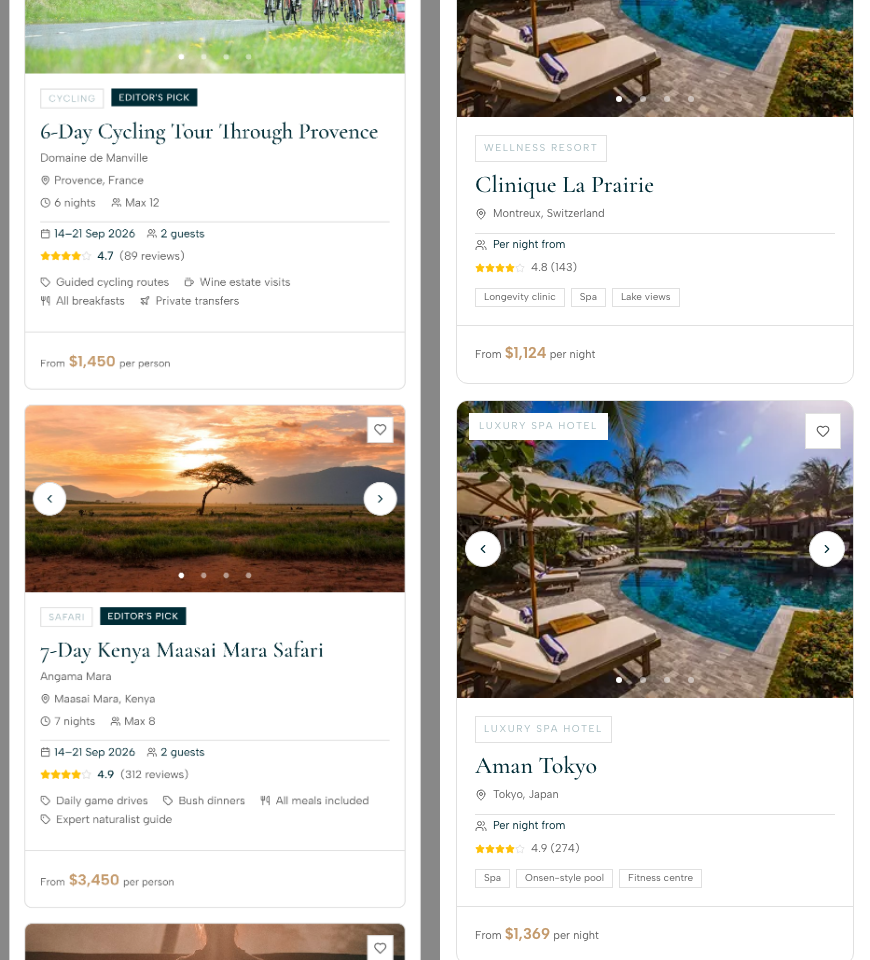 CYCLING EDITOR'S PICK
6-Day Cycling Tour Through Provence
Domaine de Manville
Provence, France
6 nights Max 12
14–21 Sep 2026 2 guests
4.7 (89 reviews)
Guided cycling routes Wine estate visits
All breakfasts Private transfers
From $1,450 per person
SAFARI EDITOR'S PICK
7-Day Kenya Maasai Mara Safari
Angama Mara
Maasai Mara, Kenya
7 nights Max 8
14–21 Sep 2026 2 guests
4.9 (312 reviews)
Daily game drives Bush dinners All meals included
Expert naturalist guide
From $3,450 per person
WELLNESS RESORT
Clinique La Prairie
Montreux, Switzerland
Per night from
4.8 (143)
Longevity clinic Spa Lake views
From $1,124 per night
LUXURY SPA HOTEL
LUXURY SPA HOTEL
Aman Tokyo
Tokyo, Japan
Per night from
4.9 (274)
Spa Onsen-style pool Fitness centre
From $1,369 per night